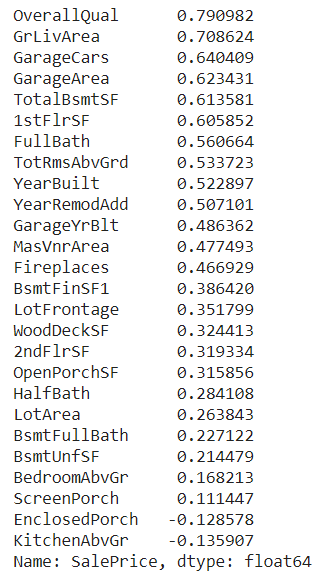 OverallQual      0.790982
GrLivArea        0.708624
GarageCars       0.640409
GarageArea       0.623431
TotalBsmtSF      0.613581
1stFlrSF         0.605852
FullBath         0.560664
TotRmsAbvGrd     0.533723
YearBuilt        0.522897
YearRemodAdd     0.507101
GarageYrBlt      0.486362
MasVnrArea       0.477493
Fireplaces       0.466929
BsmtFinSF1       0.386420
LotFrontage      0.351799
WoodDeckSF       0.324413
2ndFlrSF         0.319334
OpenPorchSF      0.315856
HalfBath         0.284108
LotArea          0.263843
BsmtFullBath     0.227122
BsmtUnfSF        0.214479
BedroomAbvGr     0.168213
ScreenPorch      0.111447
EnclosedPorch   -0.128578
KitchenAbvGr    -0.135907
Name: SalePrice, dtype: float64